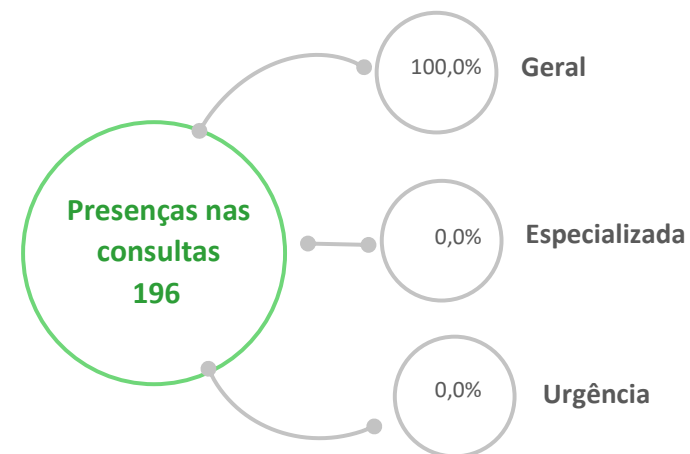 Presenças nas
consultas
196
100,0%
Geral
0,0%
Especializada
0,0%
Urgência